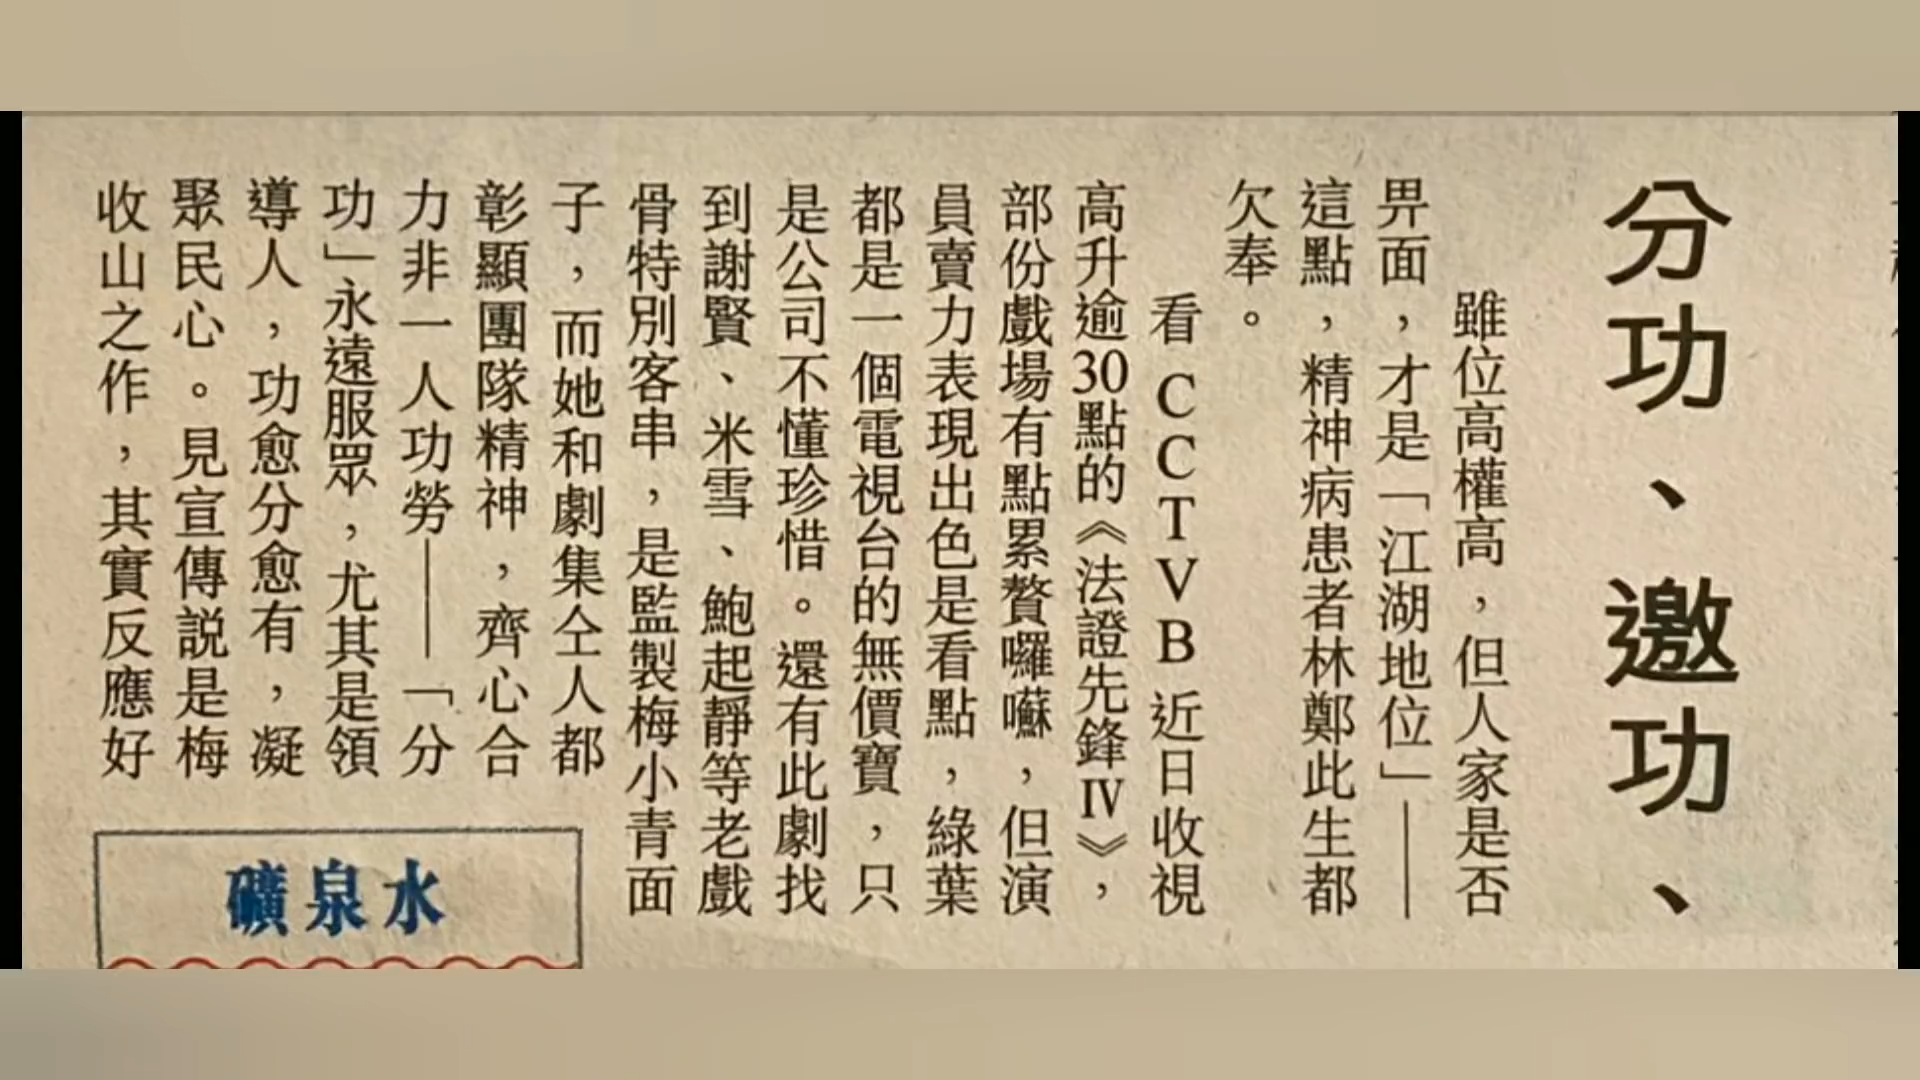 分功、邀功、
雖位高權高，但人家是否
畀面，才是「江湖地位」——
這點，精神病患者林鄭此生都
欠奉。
看CCTVB近日收視
高升逾30點的《法證先鋒Ⅳ》，
部份戲場有點累贅囉囌，但演
員賣力表現出色是看點，綠葉
都是一個電視台的無價寶，只
是公司不懂珍惜。還有此劇找
到謝賢、米雪、鮑起靜等老戲
骨特別客串，是監製梅小青面
子，而她和劇集仝人都
彰顯團隊精神，齊心合
力非一人功勞——「分
功」永遠服眾，尤其是領
導人，功愈分愈有，凝
聚民心。見宣傳説是梅
收山之作，其實反應好
礦泉水